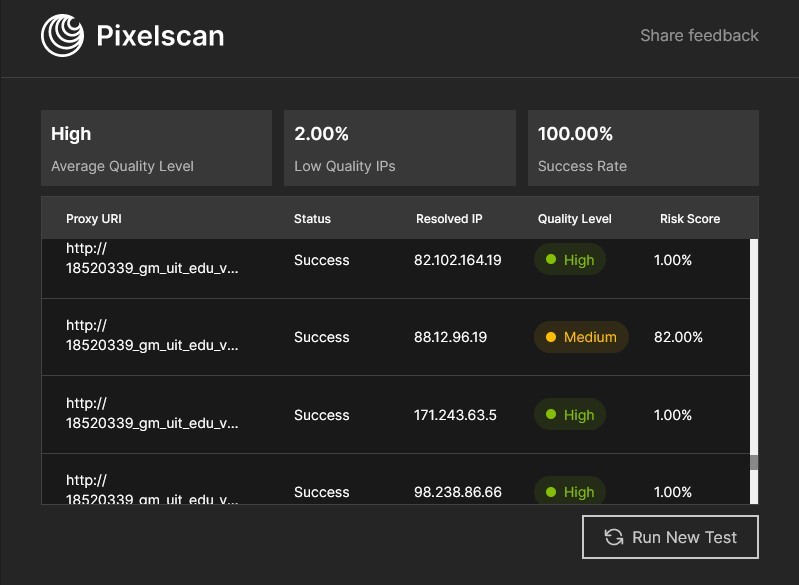 Pixelscan
Share feedback
High
Average Quality Level
2.00%
Low Quality IPs
100.00%
Success Rate
Proxy URI Status Resolved IP Quality Level Risk Score
http://
18520339_gm_uit_edu_v... Success 82.102.164.19 High 1.00%
http://
18520339_gm_uit_edu_v... Success 88.12.96.19 Medium 82.00%
http://
18520339_gm_uit_edu_v... Success 171.243.63.5 High 1.00%
http://
18520339_gm_uit_edu_v... Success 98.238.86.66 High 1.00%
Run New Test